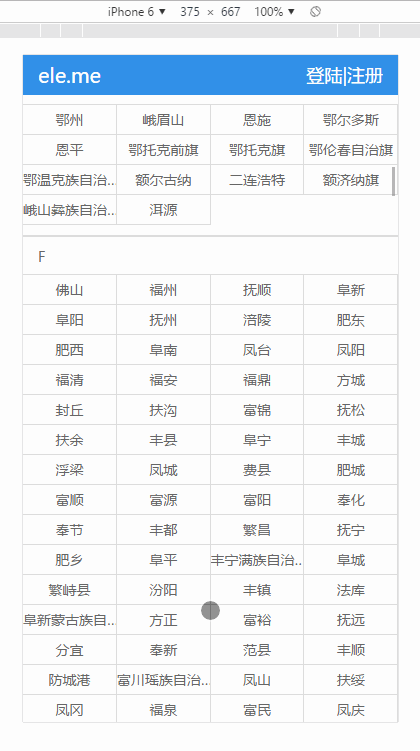 iPhone 6 ▼ 375 × 667 100% ▼
ele.me 登陆|注册
鄂州 峨眉山 恩施 鄂尔多斯
恩平 鄂托克前旗 鄂托克旗 鄂伦春自治旗
鄂温克族自治... 额尔古纳 二连浩特 额济纳旗
峨山彝族自治... 洱源
F
佛山 福州 抚顺 阜新
阜阳 抚州 涪陵 肥东
肥西 阜南 凤台 凤阳
福清 福安 福鼎 方城
封丘 扶沟 富锦 抚松
扶余 丰县 阜宁 丰城
浮梁 凤城 费县 肥城
富顺 富源 富阳 奉化
奉节 丰都 繁昌 抚宁
肥乡 阜平 丰宁满族自治... 阜城
繁峙县 汾阳 丰镇 法库
阜新蒙古族自... 方正 富裕 抚远
分宜 奉新 范县 丰顺
防城港 富川瑶族自治... 凤山 扶绥
凤冈 福泉 富民 凤庆